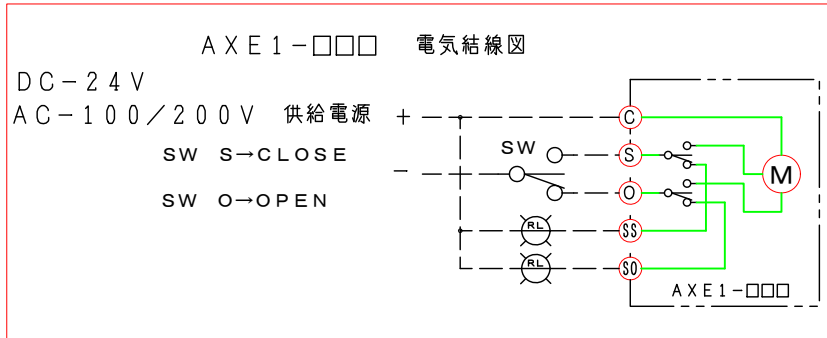 AXE1-□□□ 電気結線図
DC-24V
AC-100/200V 供給電源 + C
SW S→CLOSE SW S
- M
SW O→OPEN O
RL SS
RL SO
AXE1-□□□